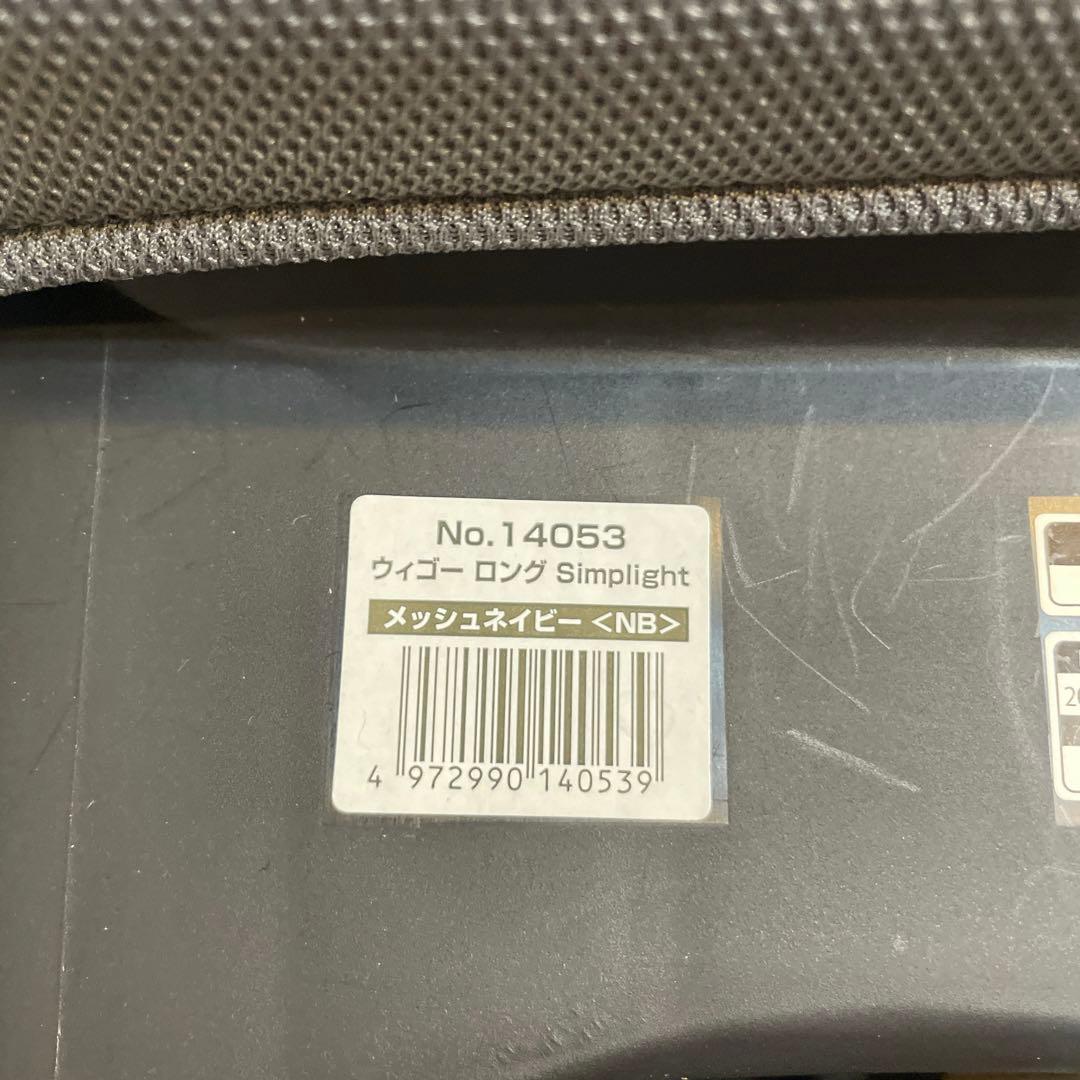 No.14053
ウィゴー ロング Simplight
メッシュネイビー <NB>
4 972990 140539
20